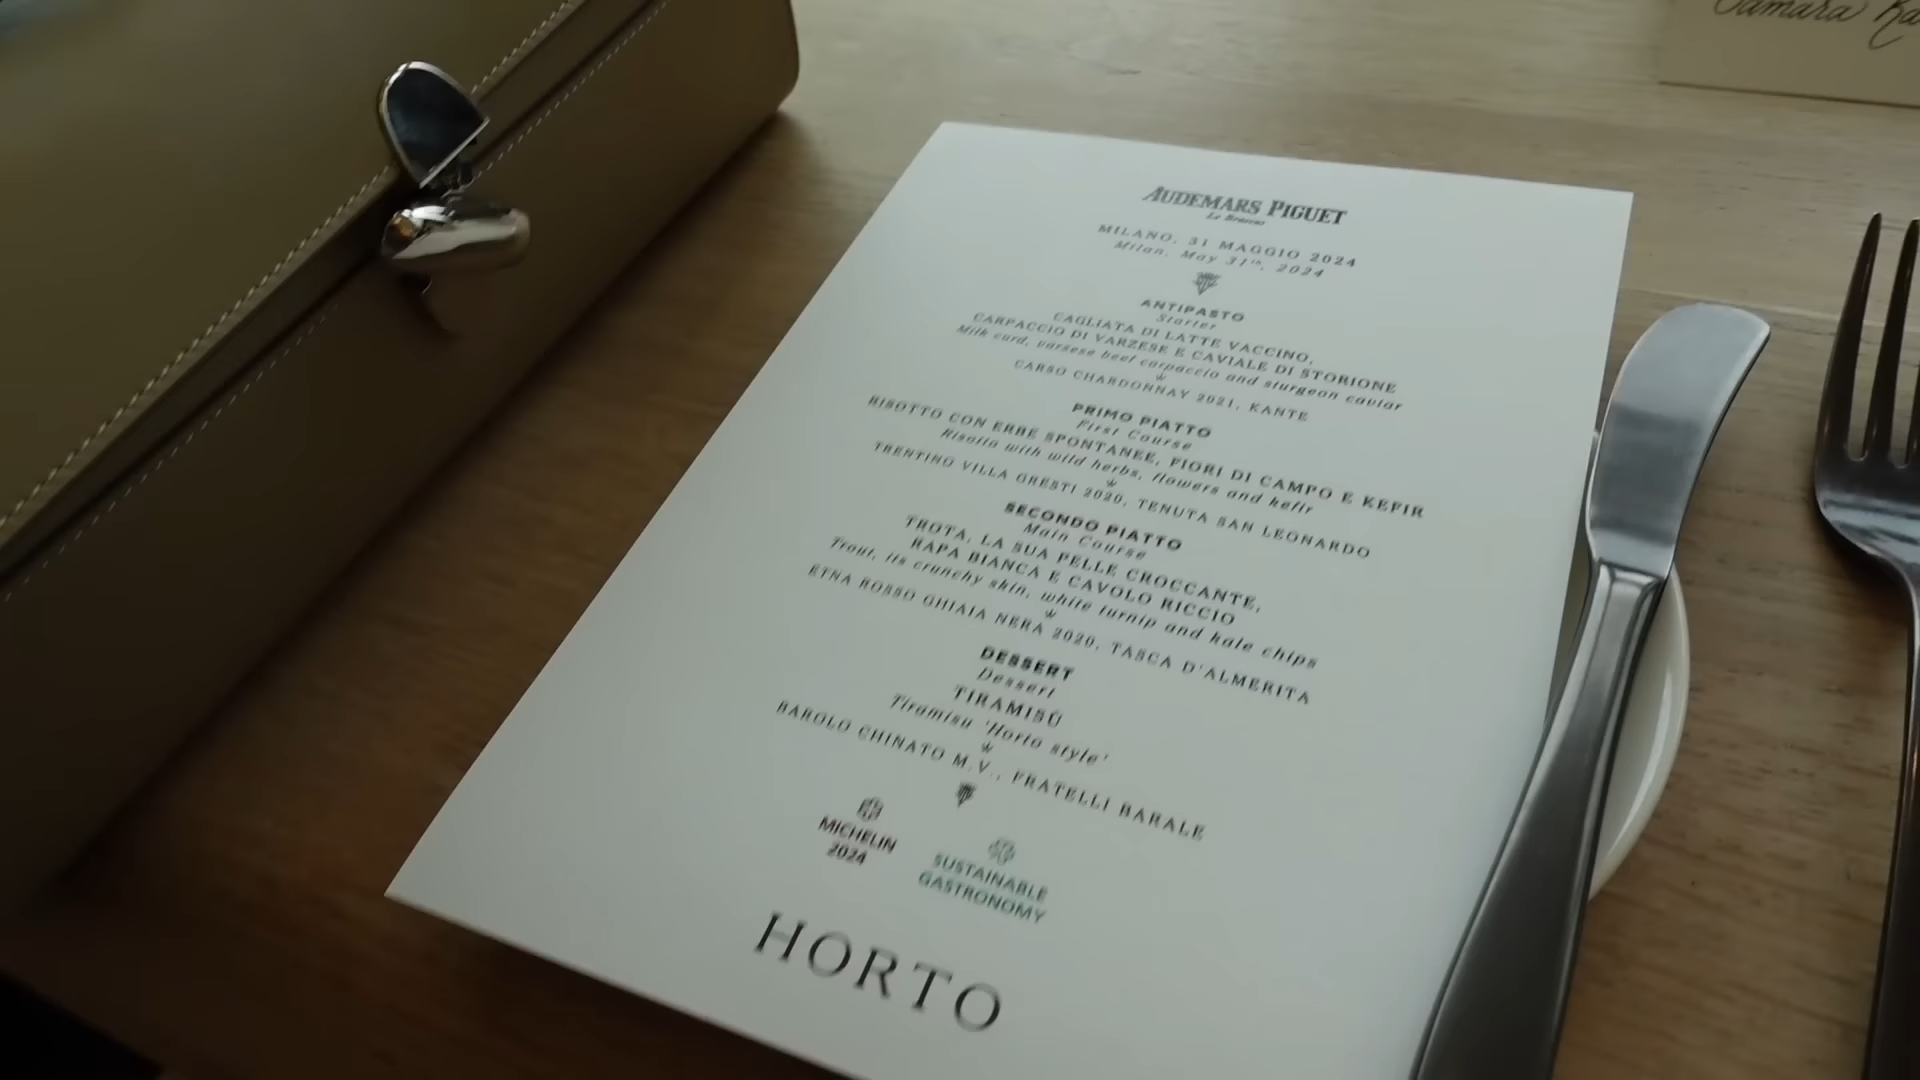 Tamara
AUDEMARS PIGUET
Le Brassus
MILANO, 31 MAGGIO 2024
Milan, May 31th, 2024
ANTIPASTO
Starter
CAGLIATA DI LATTE VACCINO,
CARPACCIO DI VARZESE E CAVIALE DI STORIONE
Milk curd, varzese beef carpaccio and sturgeon caviar
CARSO CHARDONNAY 2021, KANTE
PRIMO PIATTO
First Course
RISOTTO CON ERBE SPONTANEE, FIORI DI CAMPO E KEFIR
Risotto with wild herbs, flowers and kefir
TRENTINO VILLA GRESTI 2020, TENUTA SAN LEONARDO
SECONDO PIATTO
Main Course
TROTA, LA SUA PELLE CROCCANTE,
RAPA BIANCA E CAVOLO RICCIO
Trout, its crunchy skin, white turnip and kale chips
ETNA ROSSO GHIAIA NERA 2020, TASCA D'ALMERITA
DESSERT
Dessert
TIRAMISÚ
Tiramisu 'Horto style'
BAROLO CHINATO M.V., FRATELLI BARALE
MICHELIN
2024
SUSTAINABLE
GASTRONOMY
HORTO